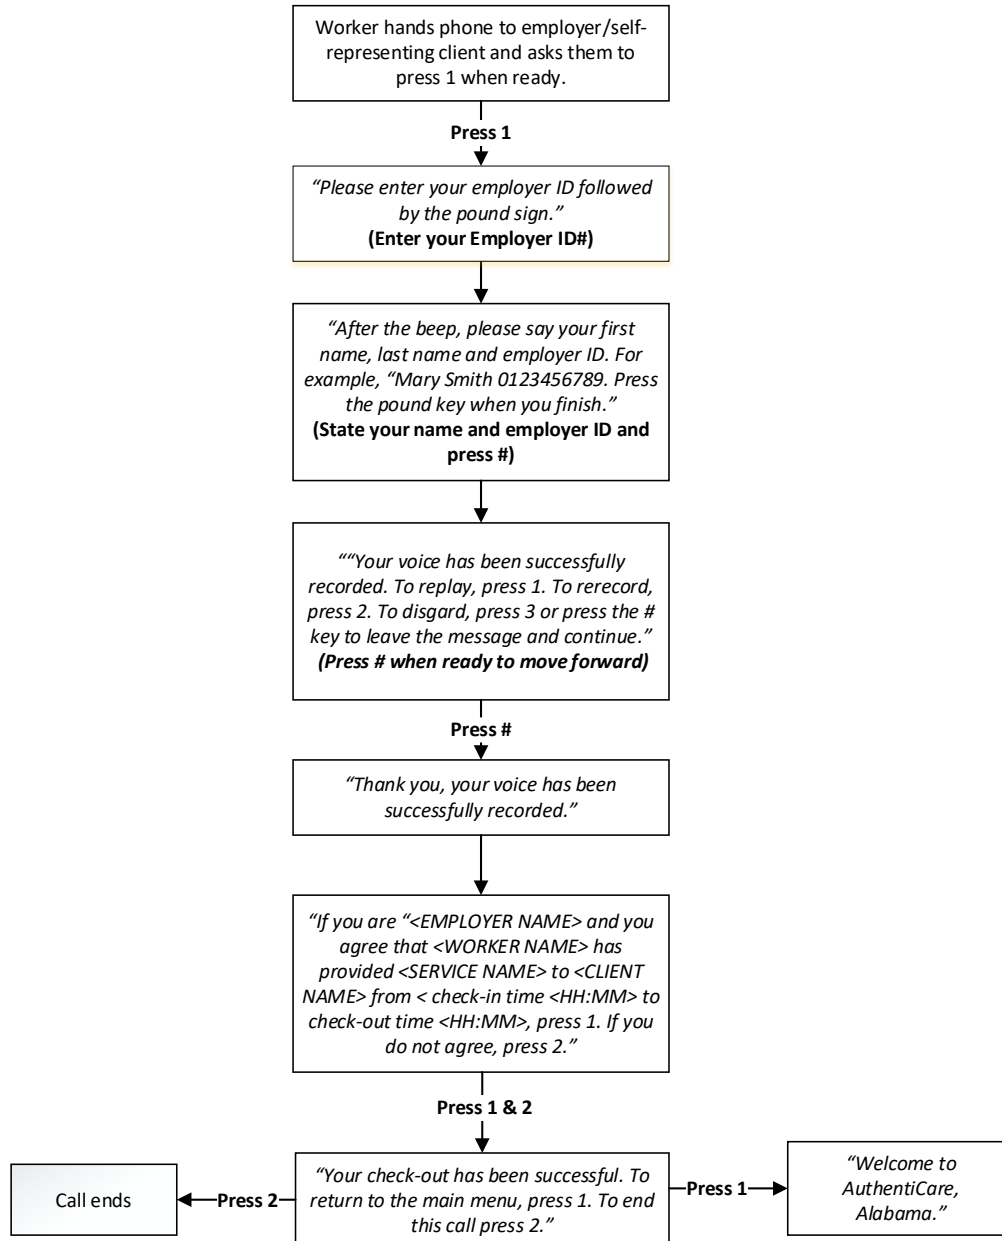 Worker hands phone to employer/self-
representing client and asks them to
press 1 when ready.
Press 1
“Please enter your employer ID followed
by the pound sign.”
(Enter your Employer ID#)
“After the beep, please say your first
name, last name and employer ID. For
example, “Mary Smith 0123456789. Press
the pound key when you finish.”
(State your name and employer ID and
press #)
““Your voice has been successfully
recorded. To replay, press 1. To rerecord,
press 2. To disgard, press 3 or press the #
key to leave the message and continue.”
(Press # when ready to move forward)
Press #
“Thank you, your voice has been
successfully recorded.”
“If you are “<EMPLOYER NAME> and you
agree that <WORKER NAME> has
provided <SERVICE NAME> to <CLIENT
NAME> from < check-in time <HH:MM> to
check-out time <HH:MM>, press 1. If you
do not agree, press 2.”
Press 1 & 2
Call ends
Press 2
“Your check-out has been successful. To
return to the main menu, press 1. To end
this call press 2.”
Press 1
“Welcome to
AuthentiCare,
Alabama.”